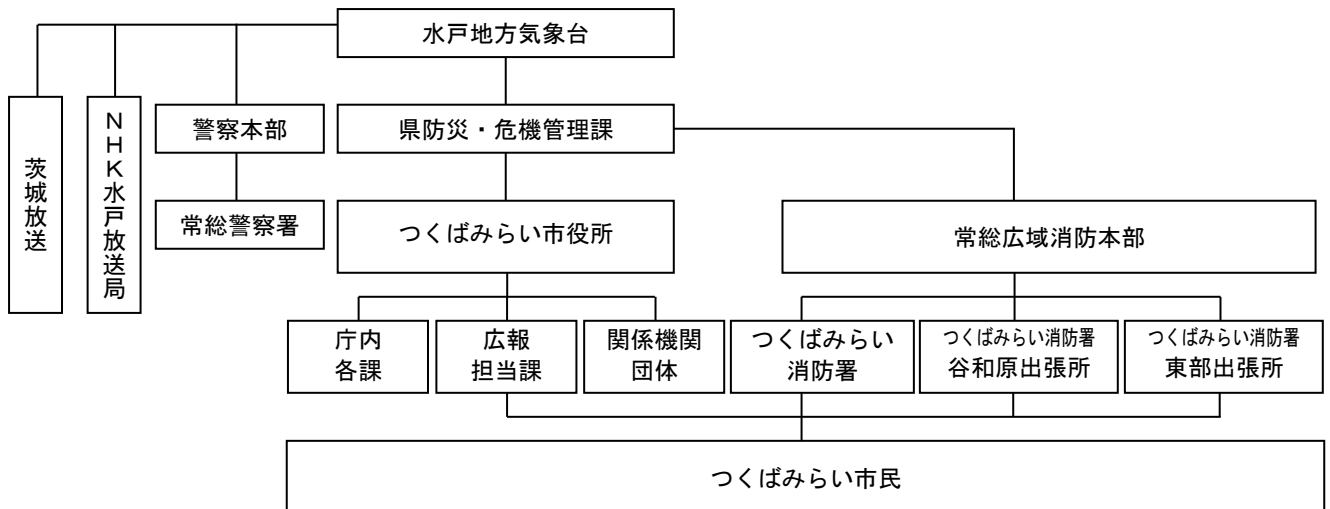 水戸地方気象台
茨城放送
ＮＨＫ水戸放送局
警察本部
県防災・危機管理課
常総警察署
つくばみらい市役所
常総広域消防本部
庁内
各課
広報
担当課
関係機関
団体
つくばみらい
消防署
つくばみらい消防署
谷和原出張所
つくばみらい消防署
東部出張所
つくばみらい市民